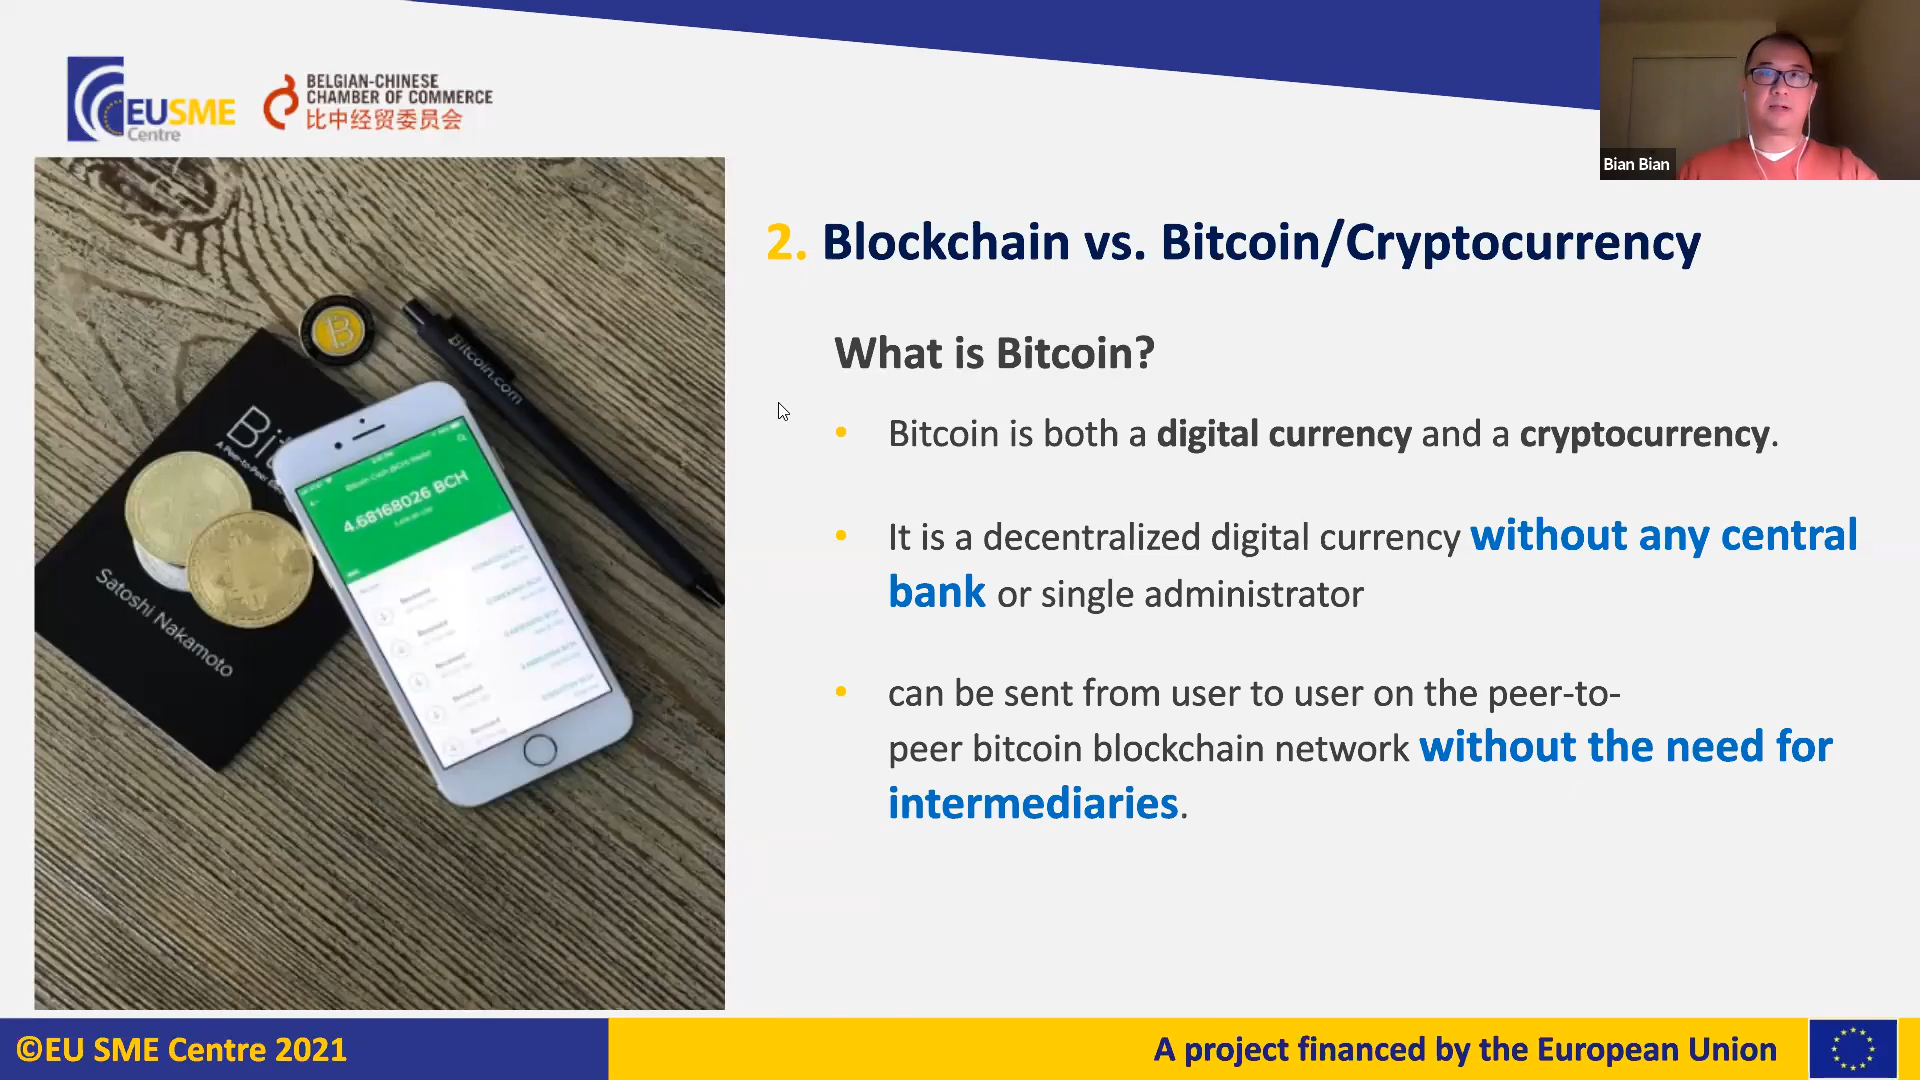 EUSME
Centre
BELGIAN-CHINESE
CHAMBER OF COMMERCE
比中经贸委员会
Bian Bian
2. Blockchain vs. Bitcoin/Cryptocurrency
What is Bitcoin?
• Bitcoin is both a digital currency and a cryptocurrency.
• It is a decentralized digital currency without any central
bank or single administrator
• can be sent from user to user on the peer-to-
peer bitcoin blockchain network without the need for
intermediaries.
Bitcoin.com
4.68168026 BCH
Satoshi Nakamoto
©EU SME Centre 2021
A project financed by the European Union